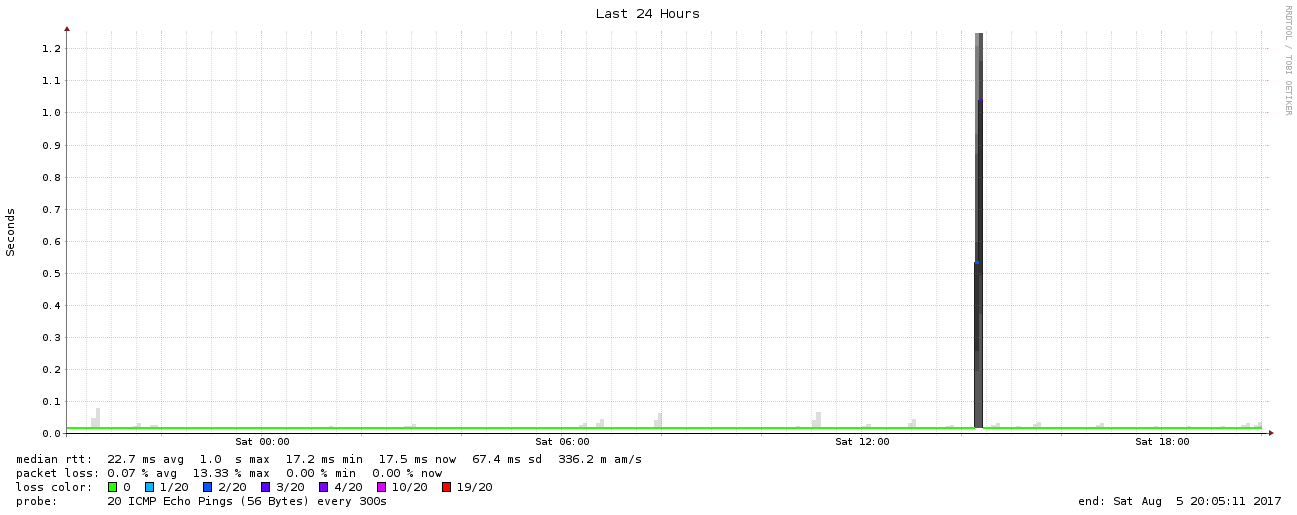 Last 24 Hours
RRDTOOL / TOBI OETIKER
Seconds
1.2
1.1
1.0
0.9
0.8
0.7
0.6
0.5
0.4
0.3
0.2
0.1
0.0
Sat 00:00 Sat 06:00 Sat 12:00 Sat 18:00
median rtt: 22.7 ms avg 1.0 s max 17.2 ms min 17.5 ms now 67.4 ms sd 336.2 m am/s
packet loss: 0.07 % avg 13.33 % max 0.00 % min 0.00 % now
loss color: 0 1/20 2/20 3/20 4/20 10/20 19/20
probe: 20 ICMP Echo Pings (56 Bytes) every 300s end: Sat Aug 5 20:05:11 2017